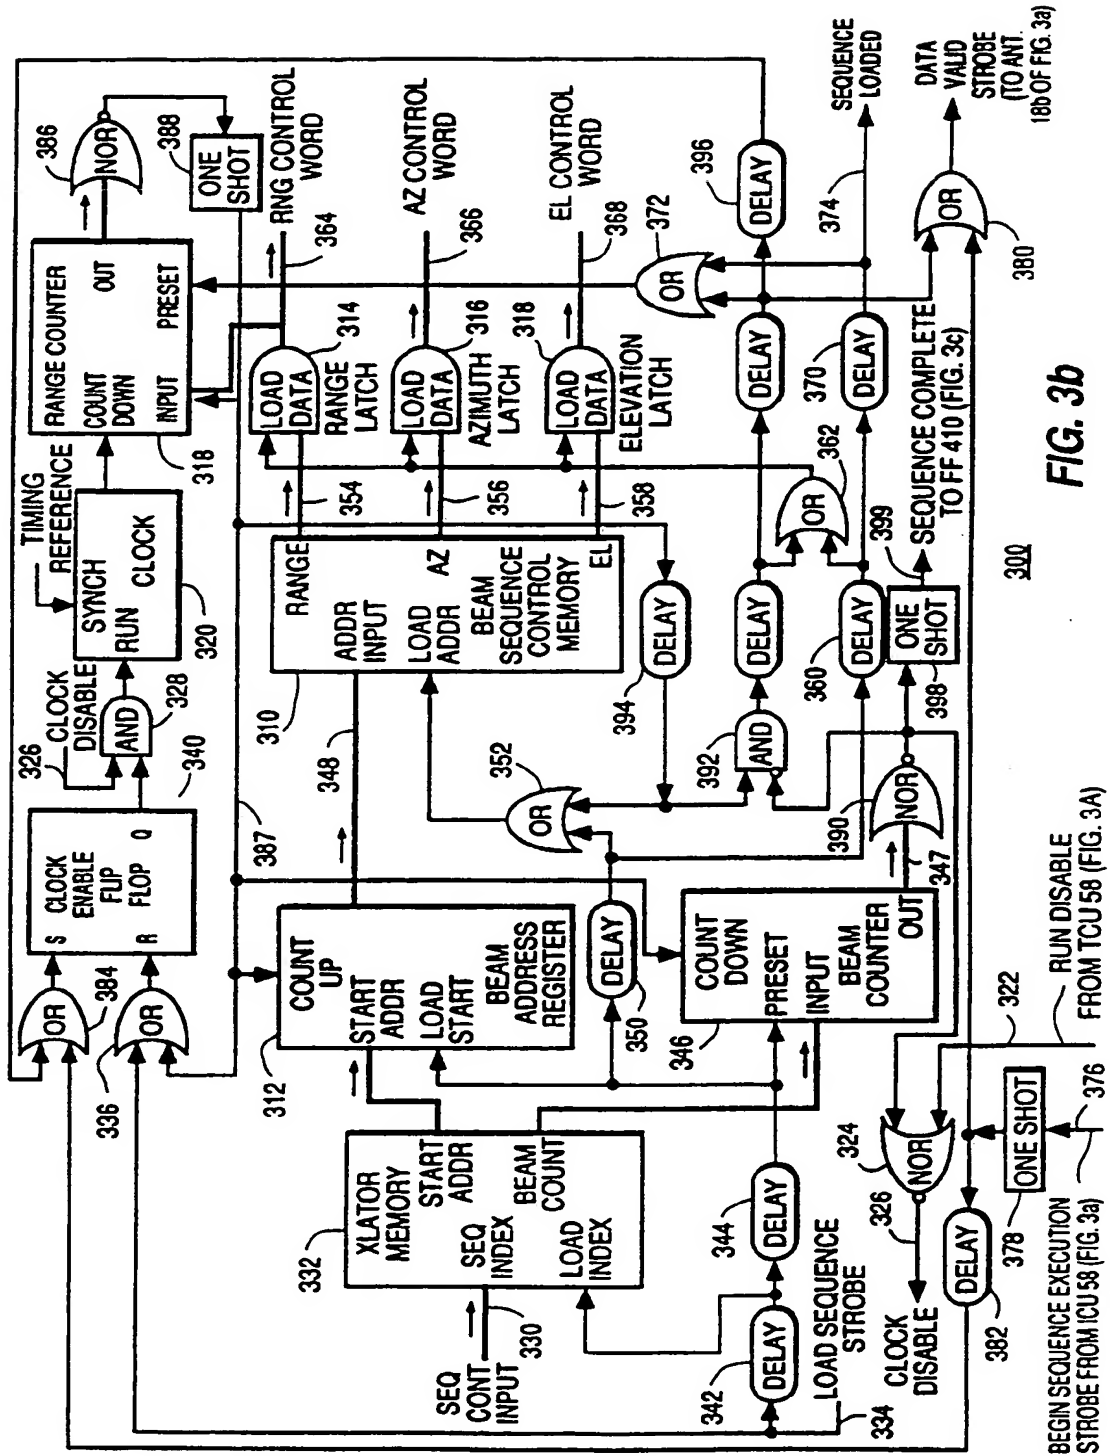 TIMING
REFERENCE
326
CLOCK
DISABLE
AND
328
340
S CLOCK
ENABLE
FLIP
FLOP Q
R
OR
384
OR
336
SYNCH
RUN
CLOCK
320
RANGE COUNTER
COUNT
DOWN
OUT
INPUT
PRESET
318
386
NOR
388
ONE
SHOT
387
RNG CONTROL
WORD
364
AZ CONTROL
WORD
366
EL CONTROL
WORD
368
LOAD
DATA
314
RANGE
LATCH
LOAD
DATA
316
AZIMUTH
LATCH
LOAD
DATA
318
ELEVATION
LATCH
354
356
358
RANGE
ADDR
INPUT
AZ
LOAD
ADDR
BEAM
SEQUENCE
CONTROL
MEMORY
EL
310
348
COUNT
UP
START
ADDR
LOAD
START
BEAM
ADDRESS
REGISTER
312
XLATOR
MEMORY
START
ADDR
SEQ
INDEX
BEAM
COUNT
LOAD
INDEX
332
SEQ
CONT
INPUT
330
342
DELAY
344
DELAY
LOAD SEQUENCE
STROBE
334
352
OR
DELAY
350
DELAY
394
392
AND
DELAY
DELAY
360
OR
362
DELAY
370
DELAY
OR
372
DELAY
396
SEQUENCE
LOADED
374
OR
380
DATA
VALID
STROBE
(TO ANT.
18b OF FIG. 3a)
COUNT
DOWN
PRESET
INPUT
BEAM
COUNTER
OUT
346
347
390
NOR
ONE
SHOT
398
399
SEQUENCE COMPLETE
TO FF 410 (FIG. 3c)
324
NOR
326
CLOCK
DISABLE
322
RUN DISABLE
FROM TCU 58 (FIG. 3A)
DELAY
382
378
ONE SHOT
376
BEGIN SEQUENCE EXECUTION
STROBE FROM ICU 58 (FIG. 3a)
300
FIG. 3b